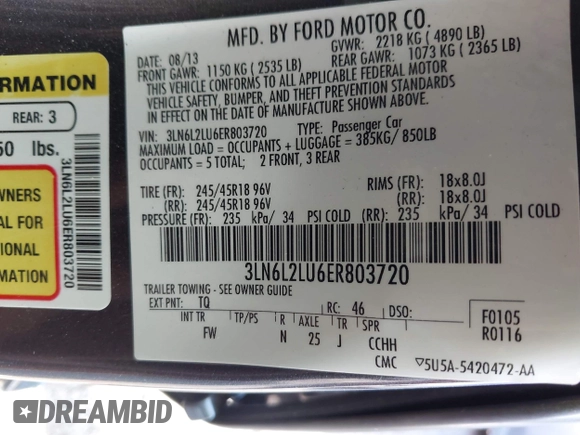 MFD. BY FORD MOTOR CO.
DATE: 08/13 GVWR: 2218 KG ( 4890 LB)
FRONT GAWR: 1150 KG ( 2535 LB) REAR GAWR: 1073 KG ( 2365 LB)
THIS VEHICLE CONFORMS TO ALL APPLICABLE FEDERAL MOTOR
VEHICLE SAFETY, BUMPER, AND THEFT PREVENTION STANDARDS
IN EFFECT ON THE DATE OF MANUFACTURE SHOWN ABOVE.
VIN: 3LN6L2LU6ER803720 TYPE: Passenger Car
MAXIMUM LOAD = OCCUPANTS + LUGGAGE = 385KG/ 850LB
OCCUPANTS = 5 TOTAL; 2 FRONT, 3 REAR
TIRE (FR): 245/45R18 96V RIMS (FR): 18x8.0J
(RR): 245/45R18 96V (RR): 18x8.0J
PRESSURE (FR): 235 kPa/ 34 PSI COLD (RR): 235 kPa/ 34 PSI COLD
3LN6L2LU6ER803720
TRAILER TOWING - SEE OWNER GUIDE
EXT PNT: TQ RC: 46 DSO: F0105
R0116
INT TR TP/PS R AXLE TR SPR
FW N 25 J CCHH
CMC 5U5A-5420472-AA
ORMATION
REAR: 3
50 lbs.
WNERS
AL FOR
IONAL
MATION
3LN6L2LU6ER803720
DREAMBID